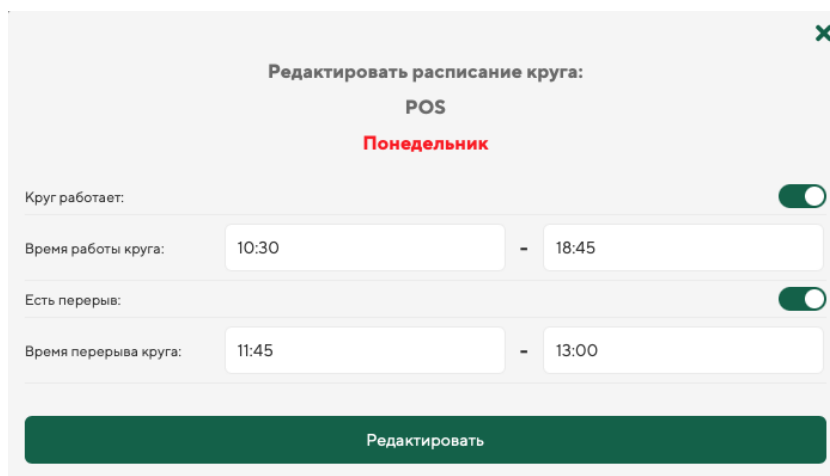 Редактировать расписание круга:
POS
Понедельник
Круг работает:
Время работы круга: 10:30 - 18:45
Есть перерыв:
Время перерыва круга: 11:45 - 13:00
Редактировать